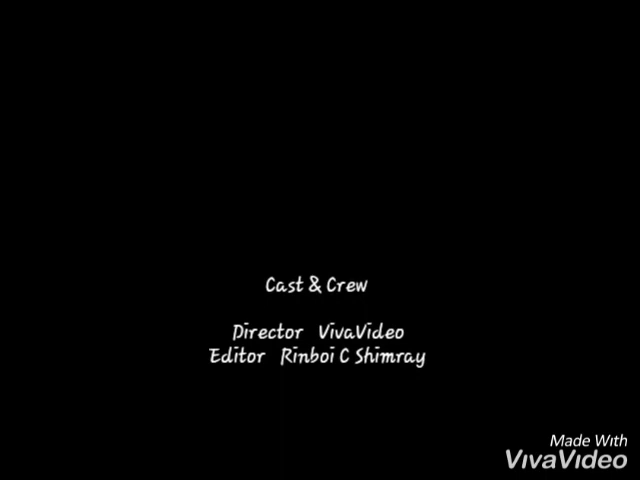 Cast & Crew
Director VivaVideo
Editor Rinboi C Shimray
Made With
VivaVideo